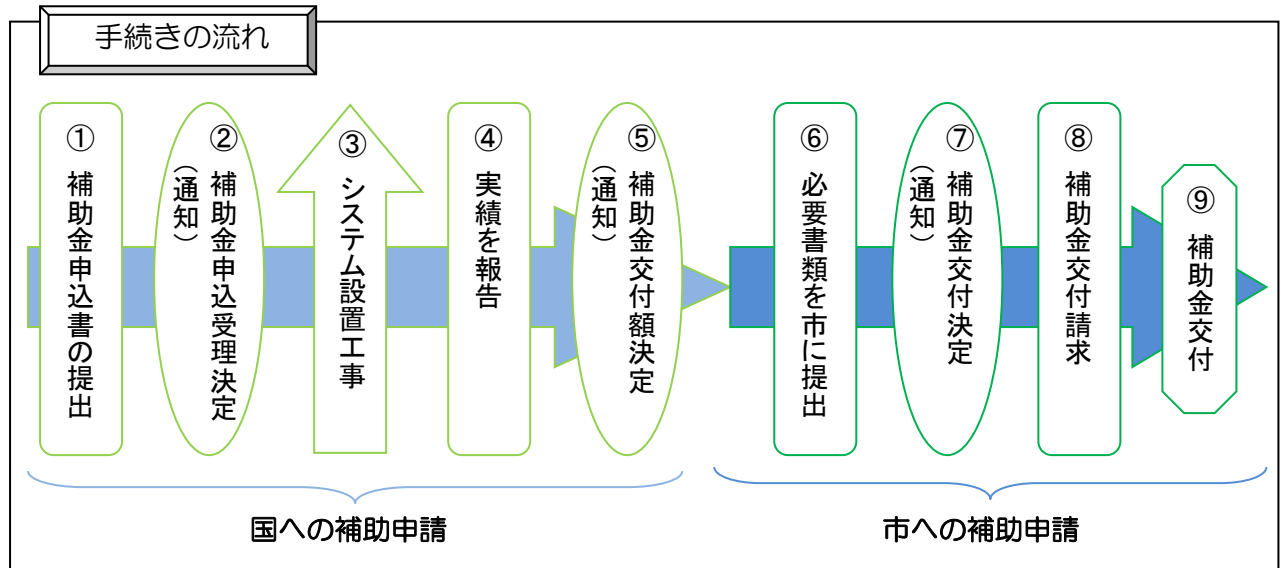 手続きの流れ
① 補助金申込書の提出
② 補助金申込受理決定
（通知）
③ システム設置工事
④ 実績を報告
⑤ 補助金交付額決定
（通知）
⑥ 必要書類を市に提出
⑦ 補助金交付決定
（通知）
⑧ 補助金交付請求
⑨ 補助金交付
国への補助申請
市への補助申請